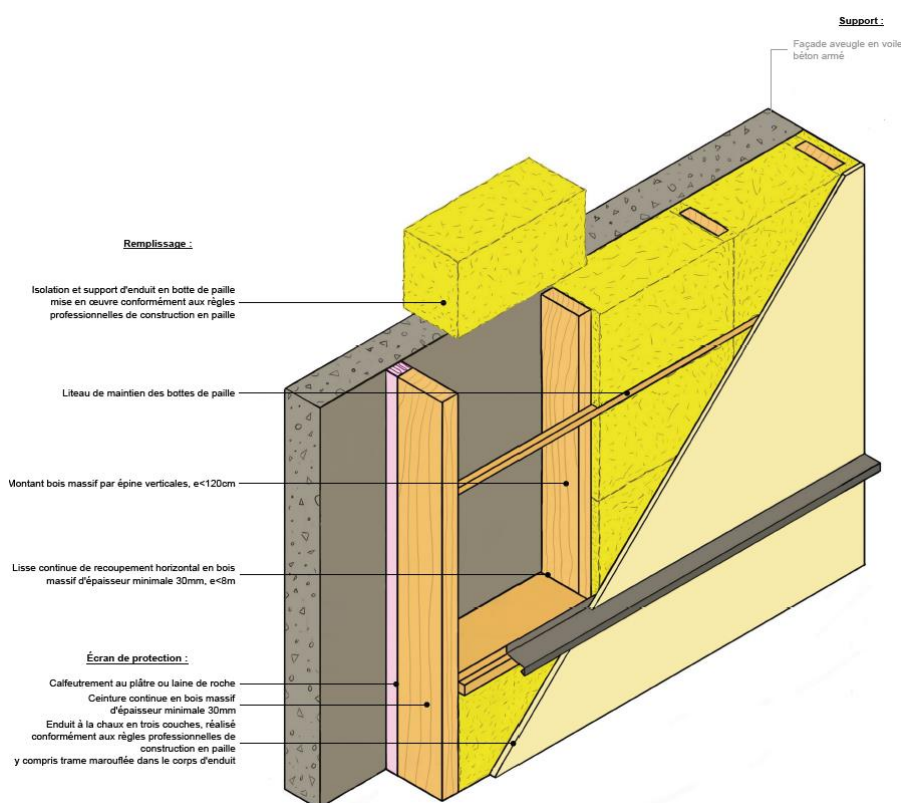 Support :
Façade aveugle en voile
béton armé
Remplissage :
Isolation et support d'enduit en botte de paille
mise en œuvre conformément aux règles
professionnelles de construction en paille
Liteau de maintien des bottes de paille
Montant bois massif par épine verticales, e<120cm
Lisse continue de recoupement horizontal en bois
massif d'épaisseur minimale 30mm, e<8m
Écran de protection :
Calfeutrement au plâtre ou laine de roche
Ceinture continue en bois massif
d'épaisseur minimale 30mm
Enduit à la chaux en trois couches, réalisé
conformément aux règles professionnelles de
construction en paille
y compris trame marouflée dans le corps d'enduit